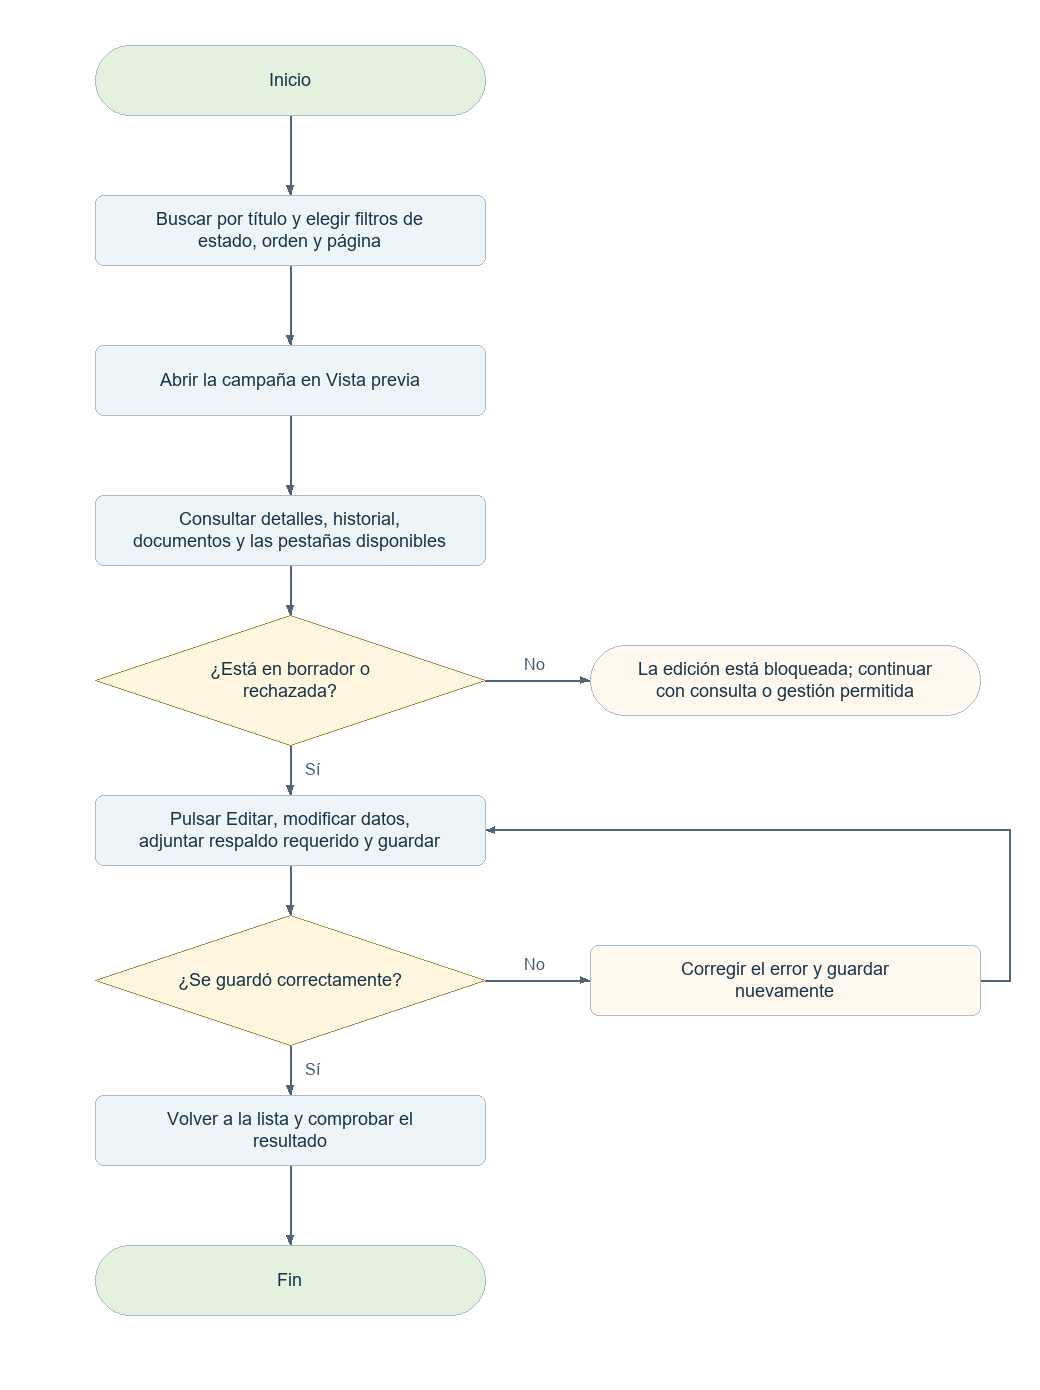 Inicio
Buscar por título y elegir filtros de
estado, orden y página
Abrir la campaña en Vista previa
Consultar detalles, historial,
documentos y las pestañas disponibles
¿Está en borrador o
rechazada?
No
La edición está bloqueada; continuar
con consulta o gestión permitida
Sí
Pulsar Editar, modificar datos,
adjuntar respaldo requerido y guardar
¿Se guardó correctamente?
No
Corregir el error y guardar
nuevamente
Sí
Volver a la lista y comprobar el
resultado
Fin